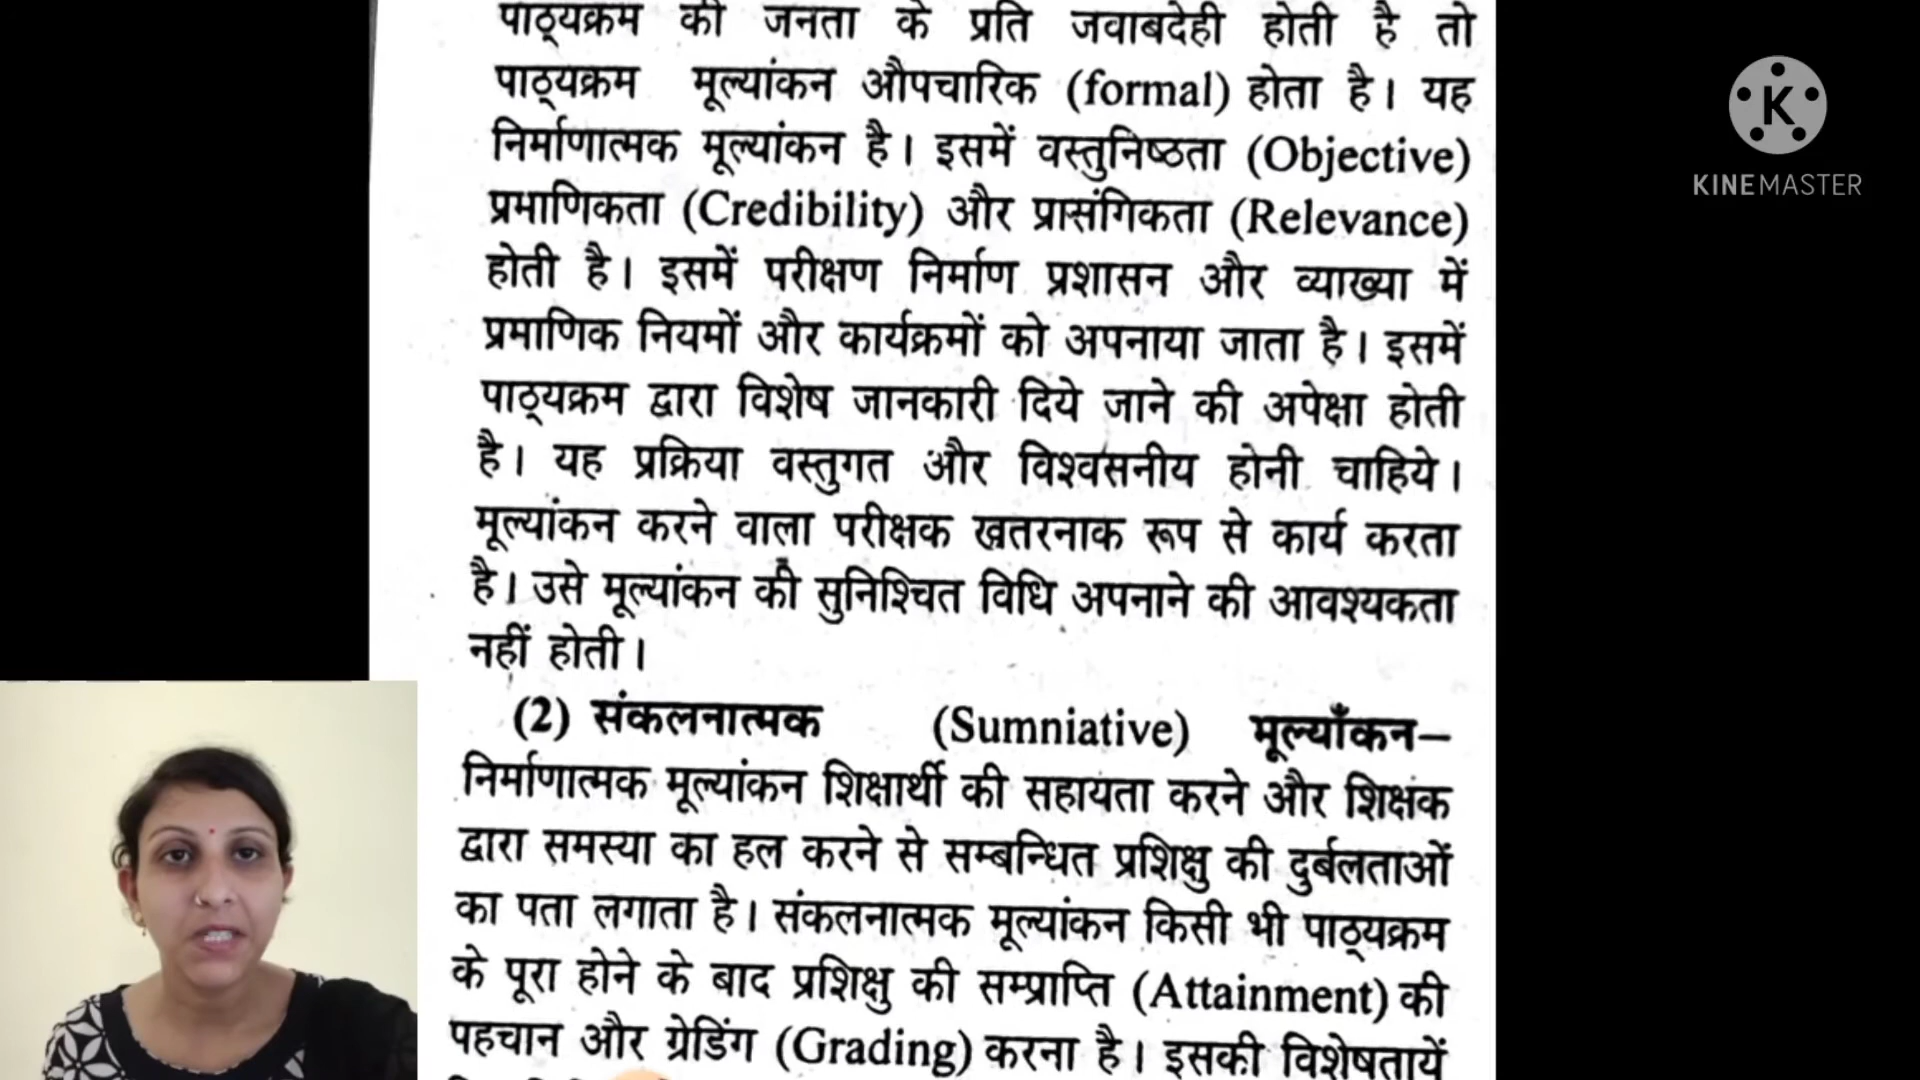 पाठ्यक्रम की जनता के प्रति जवाबदेही होती है तो
पाठ्यक्रम मूल्यांकन औपचारिक (formal) होता है। यह
निर्माणात्मक मूल्यांकन है। इसमें वस्तुनिष्ठता (Objective)
प्रमाणिकता (Credibility) और प्रासंगिकता (Relevance)
होती है। इसमें परीक्षण निर्माण प्रशासन और व्याख्या में
प्रमाणिक नियमों और कार्यक्रमों को अपनाया जाता है। इसमें
पाठ्यक्रम द्वारा विशेष जानकारी दिये जाने की अपेक्षा होती
है। यह प्रक्रिया वस्तुगत और विश्वसनीय होनी चाहिये।
मूल्यांकन करने वाला परीक्षक खतरनाक रूप से कार्य करता
है। उसे मूल्यांकन की सुनिश्चित विधि अपनाने की आवश्यकता
नहीं होती।
(2) संकलनात्मक (Sumniative) मूल्याँकन–
निर्माणात्मक मूल्यांकन शिक्षार्थी की सहायता करने और शिक्षक
द्वारा समस्या का हल करने से सम्बन्धित प्रशिक्षु की दुर्बलताओं
का पता लगाता है। संकलनात्मक मूल्यांकन किसी भी पाठ्यक्रम
के पूरा होने के बाद प्रशिक्षु की सम्प्राप्ति (Attainment) की
पहचान और ग्रेडिंग (Grading) करना है। इसकी विशेषतायें
K
KINEMASTER